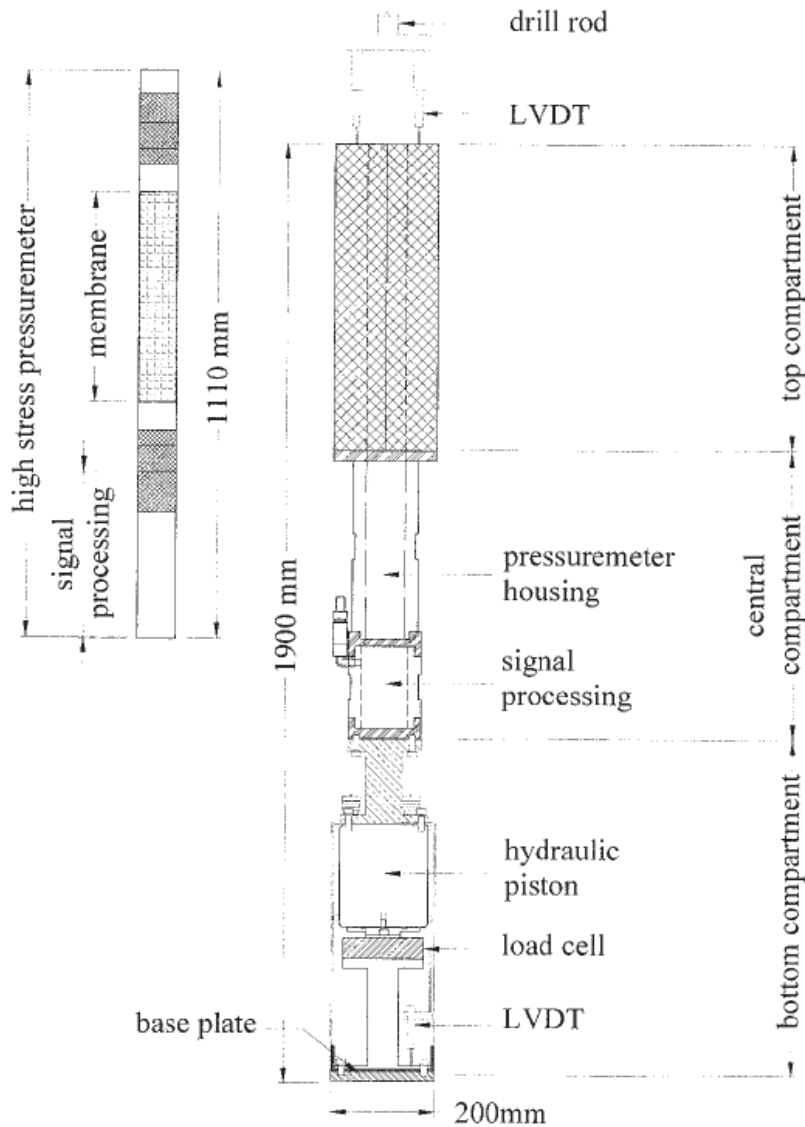 drill rod
LVDT
high stress pressuremeter
membrane
signal
processing
1110 mm
1900 mm
top compartment
central
compartment
bottom compartment
pressuremeter
housing
signal
processing
hydraulic
piston
load cell
LVDT
base plate
200mm